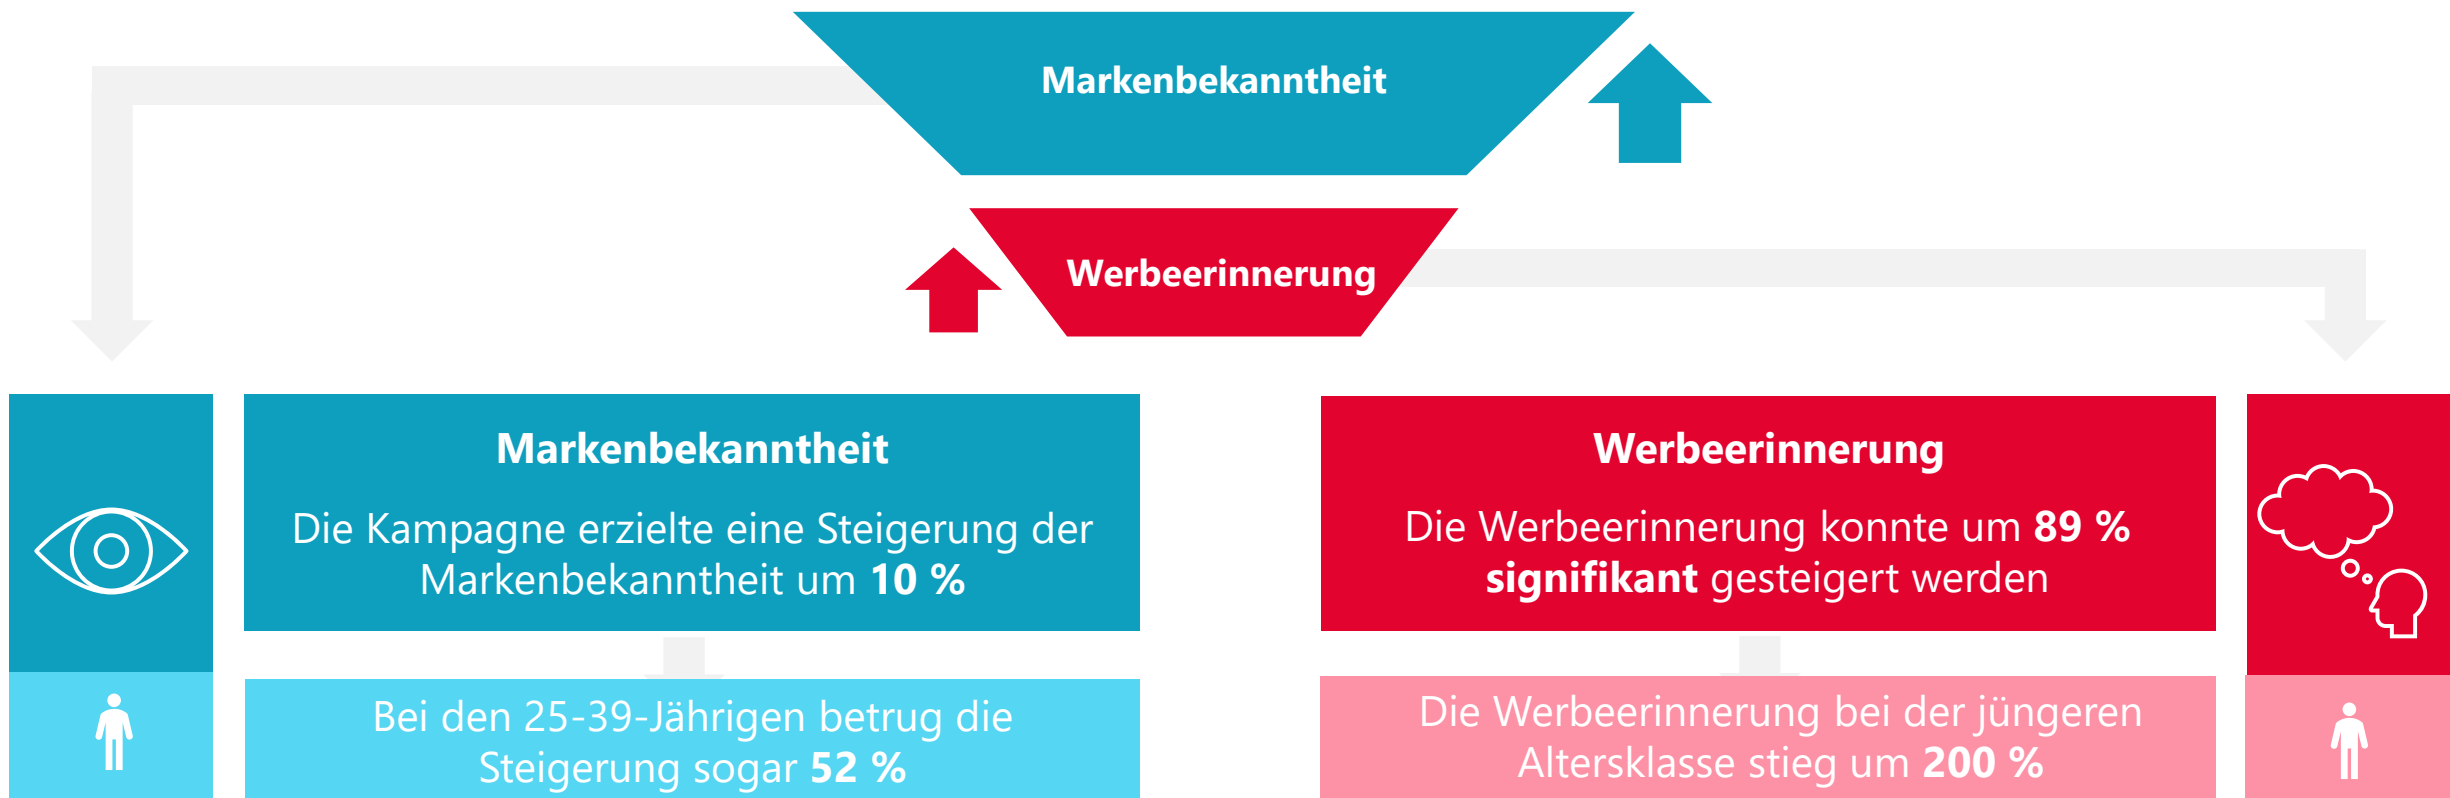 Markenbekanntheit
Werbeerinnerung
Markenbekanntheit
Die Kampagne erzielte eine Steigerung der
Markenbekanntheit um 10 %
Bei den 25-39-Jährigen betrug die
Steigerung sogar 52 %
Werbeerinnerung
Die Werbeerinnerung konnte um 89 %
signifikant gesteigert werden
Die Werbeerinnerung bei der jüngeren
Altersklasse stieg um 200 %